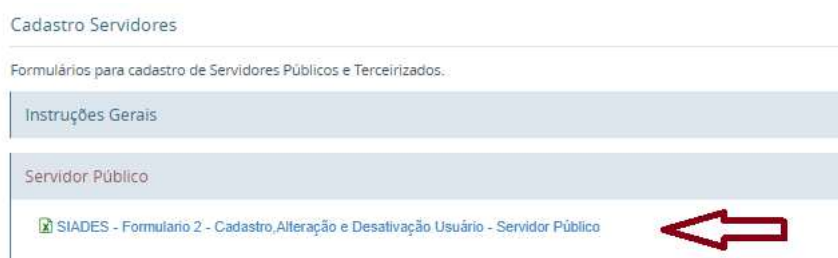 Cadastro Servidores
Formulários para cadastro de Servidores Públicos e Terceirizados.
Instruções Gerais
Servidor Público
SIADES - Formulario 2 - Cadastro,Alteração e Desativação Usuário - Servidor Público